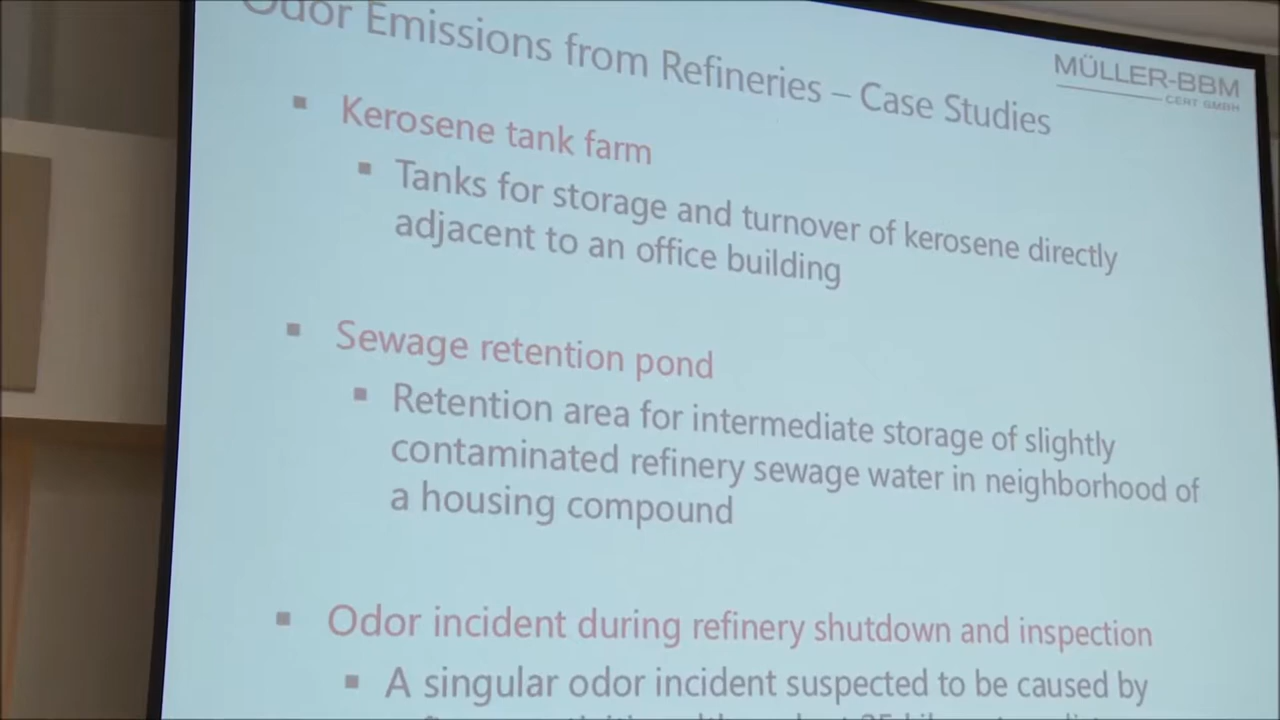 Odor Emissions from Refineries – Case Studies
MÜLLER-BBM
CERT GMBH
▪ Kerosene tank farm
▪ Tanks for storage and turnover of kerosene directly
adjacent to an office building
▪ Sewage retention pond
▪ Retention area for intermediate storage of slightly
contaminated refinery sewage water in neighborhood of
a housing compound
▪ Odor incident during refinery shutdown and inspection
▪ A singular odor incident suspected to be caused by